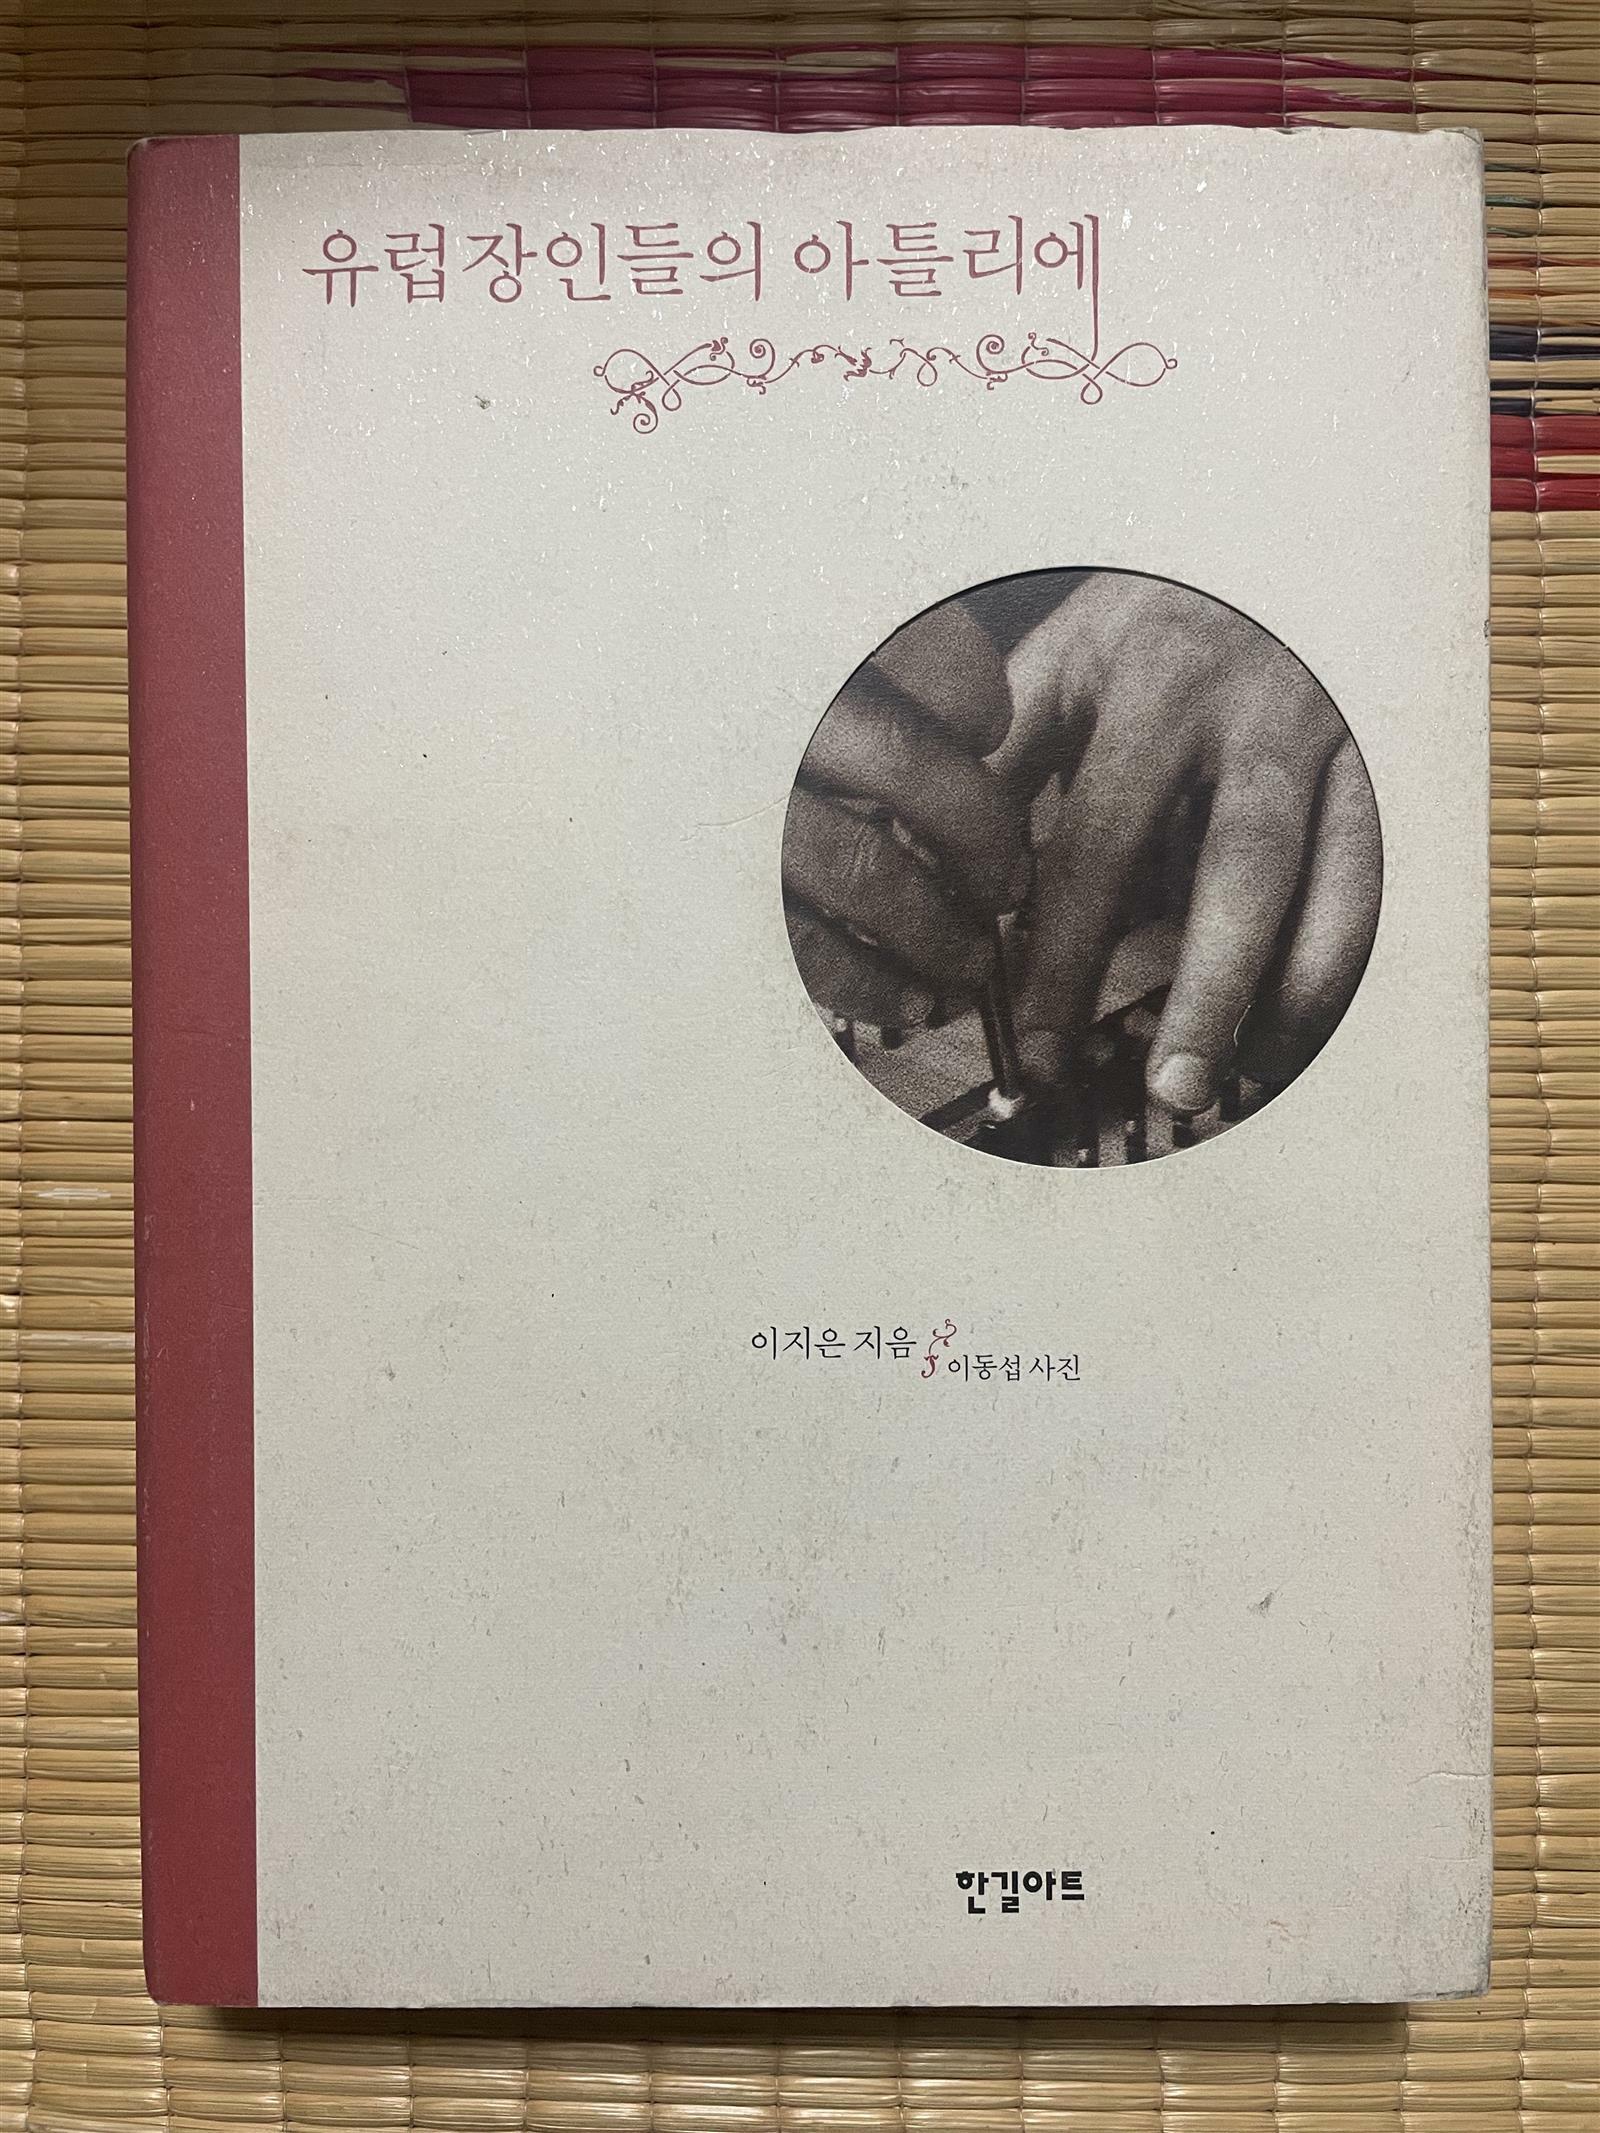 유럽장인들의 아틀리에
이지은 지음
이동섭 사진
한길아트